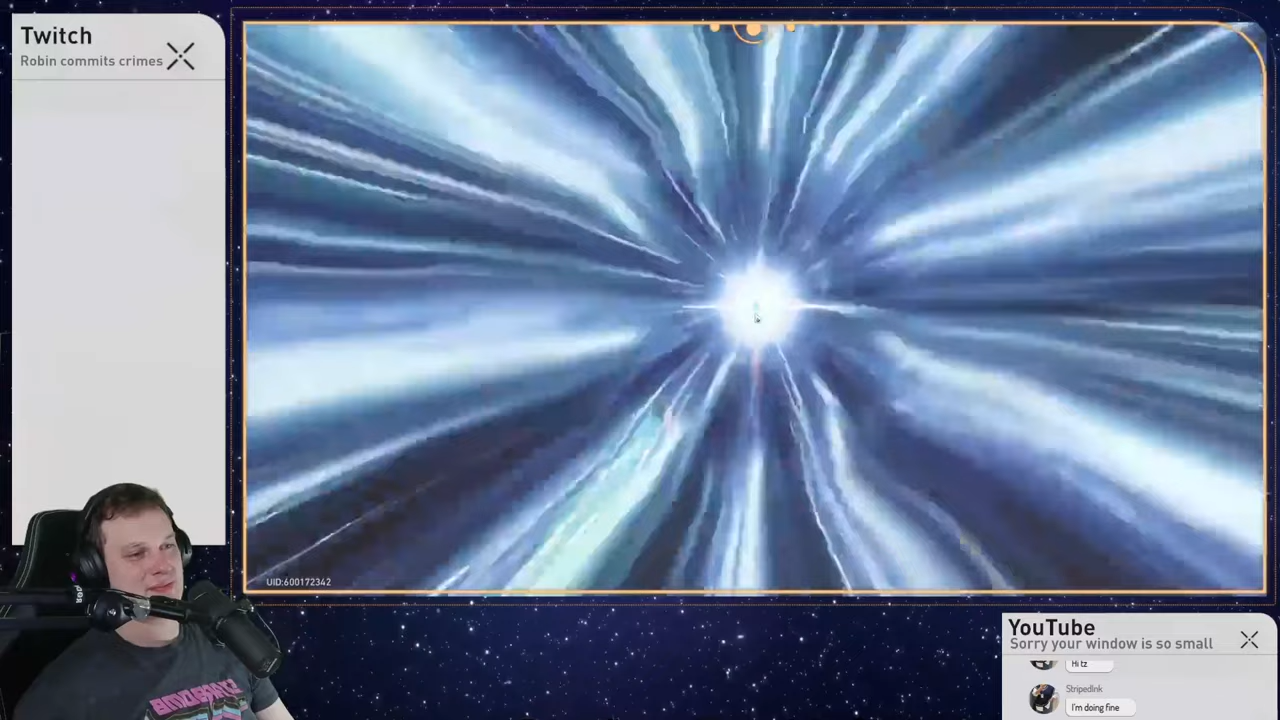 Twitch
Robin commits crimes
UID:600172342
YouTube
Sorry your window is so small
Hi tz
StripedInk
I'm doing fine